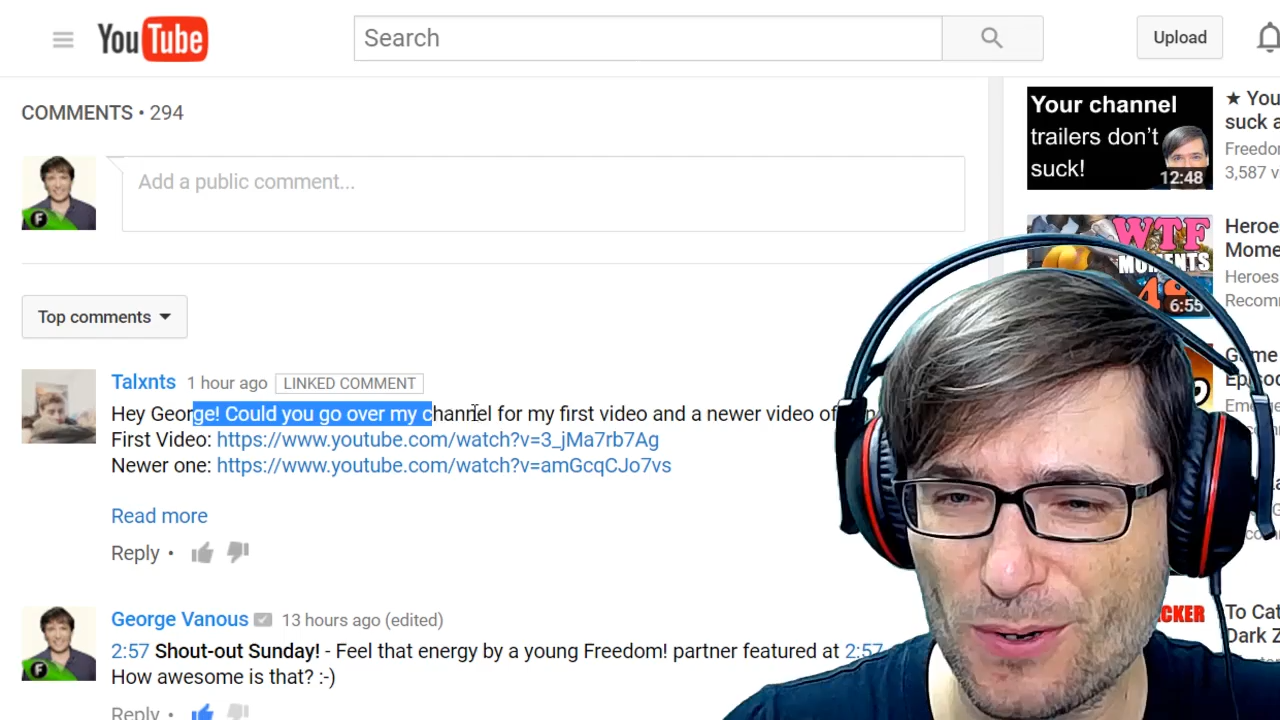 YouTube
Search
Upload
COMMENTS • 294
Add a public comment...
Top comments
Talxnts 1 hour ago LINKED COMMENT
Hey George! Could you go over my channel for my first video and a newer video of
First Video: https://www.youtube.com/watch?v=3_jMa7rb7Ag
Newer one: https://www.youtube.com/watch?v=amGcqCJo7vs
Read more
Reply •
George Vanous 13 hours ago (edited)
2:57 Shout-out Sunday! - Feel that energy by a young Freedom! partner featured at 2:57
How awesome is that? :-)
Reply •
Your channel
trailers don't
suck!
12:48
★ You
suck a
Freedom
3,587 v
WTF
MOMENTS
6:55
Heroe
Mome
Heroes
Recom
Game
Episo
To Cat
Dark Z